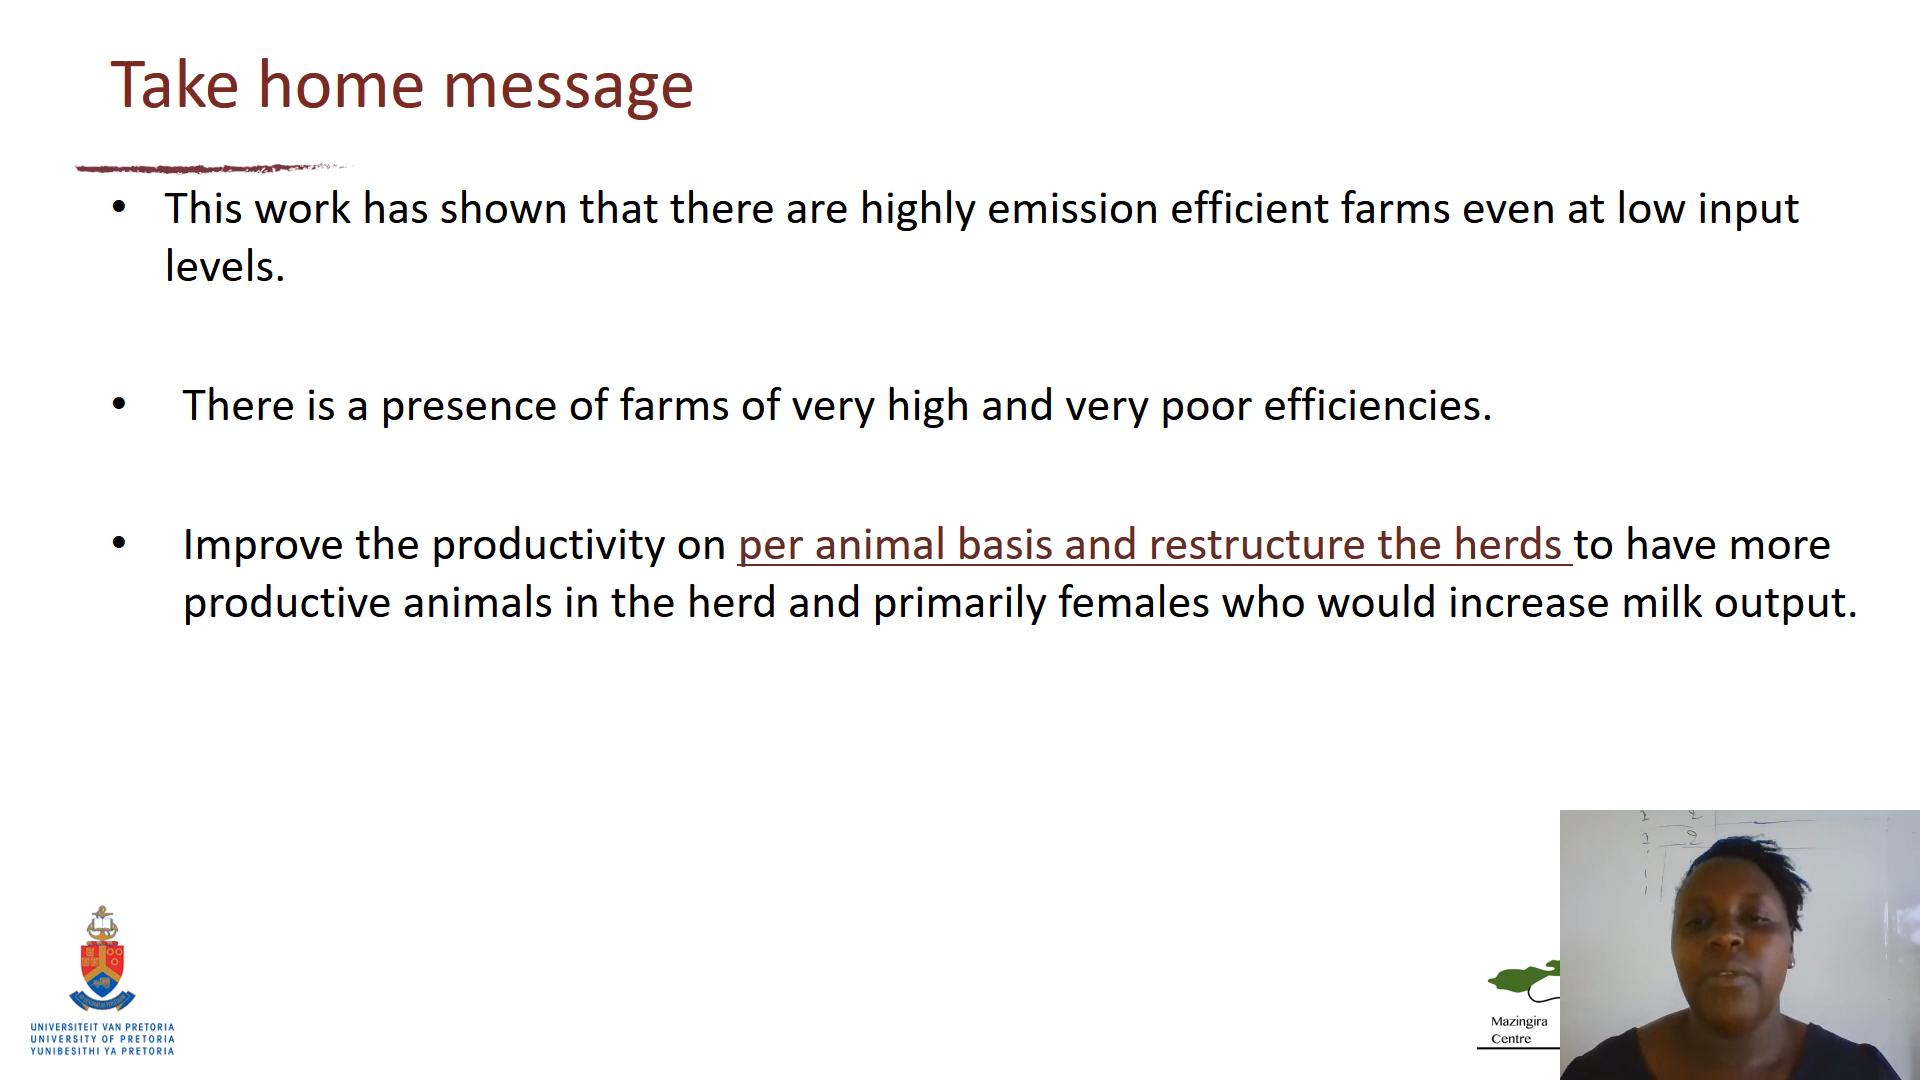 Take home message
• This work has shown that there are highly emission efficient farms even at low input
levels.
• There is a presence of farms of very high and very poor efficiencies.
• Improve the productivity on per animal basis and restructure the herds to have more
productive animals in the herd and primarily females who would increase milk output.
UNIVERSITEIT VAN PRETORIA
UNIVERSITY OF PRETORIA
YUNIBESITHI YA PRETORIA
Mazingira
Centre